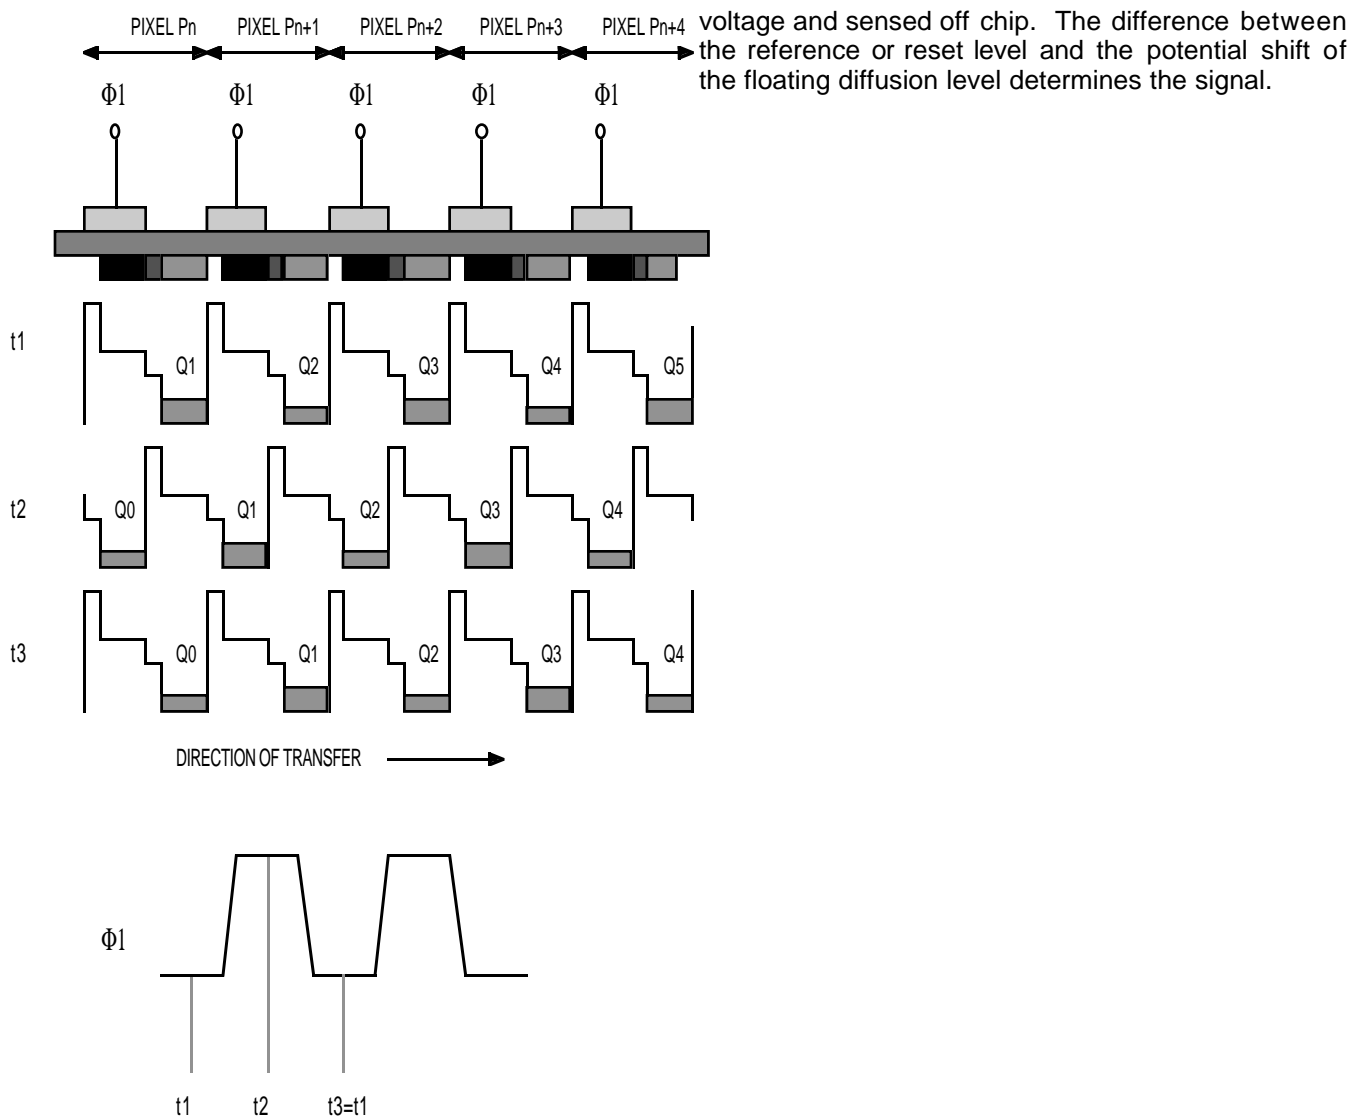 PIXEL Pn PIXEL Pn+1 PIXEL Pn+2 PIXEL Pn+3 PIXEL Pn+4
Φ1 Φ1 Φ1 Φ1 Φ1
t1
Q1 Q2 Q3 Q4 Q5
t2
Q0 Q1 Q2 Q3 Q4
t3
Q0 Q1 Q2 Q3 Q4
DIRECTION OF TRANSFER
Φ1
t1 t2 t3=t1
voltage and sensed off chip. The difference between
the reference or reset level and the potential shift of
the floating diffusion level determines the signal.